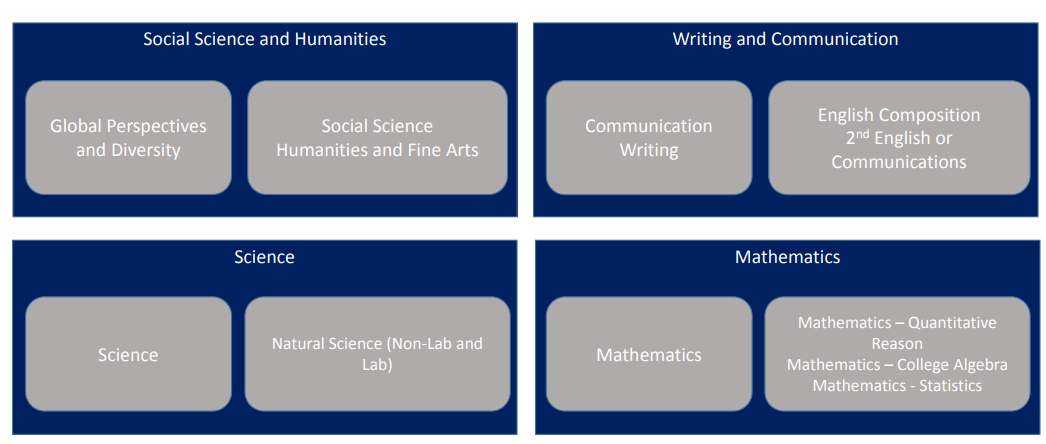 Social Science and Humanities
Global Perspectives
and Diversity
Social Science
Humanities and Fine Arts
Writing and Communication
Communication
Writing
English Composition
2nd English or
Communications
Science
Science
Natural Science (Non-Lab and
Lab)
Mathematics
Mathematics
Mathematics – Quantitative
Reason
Mathematics – College Algebra
Mathematics - Statistics